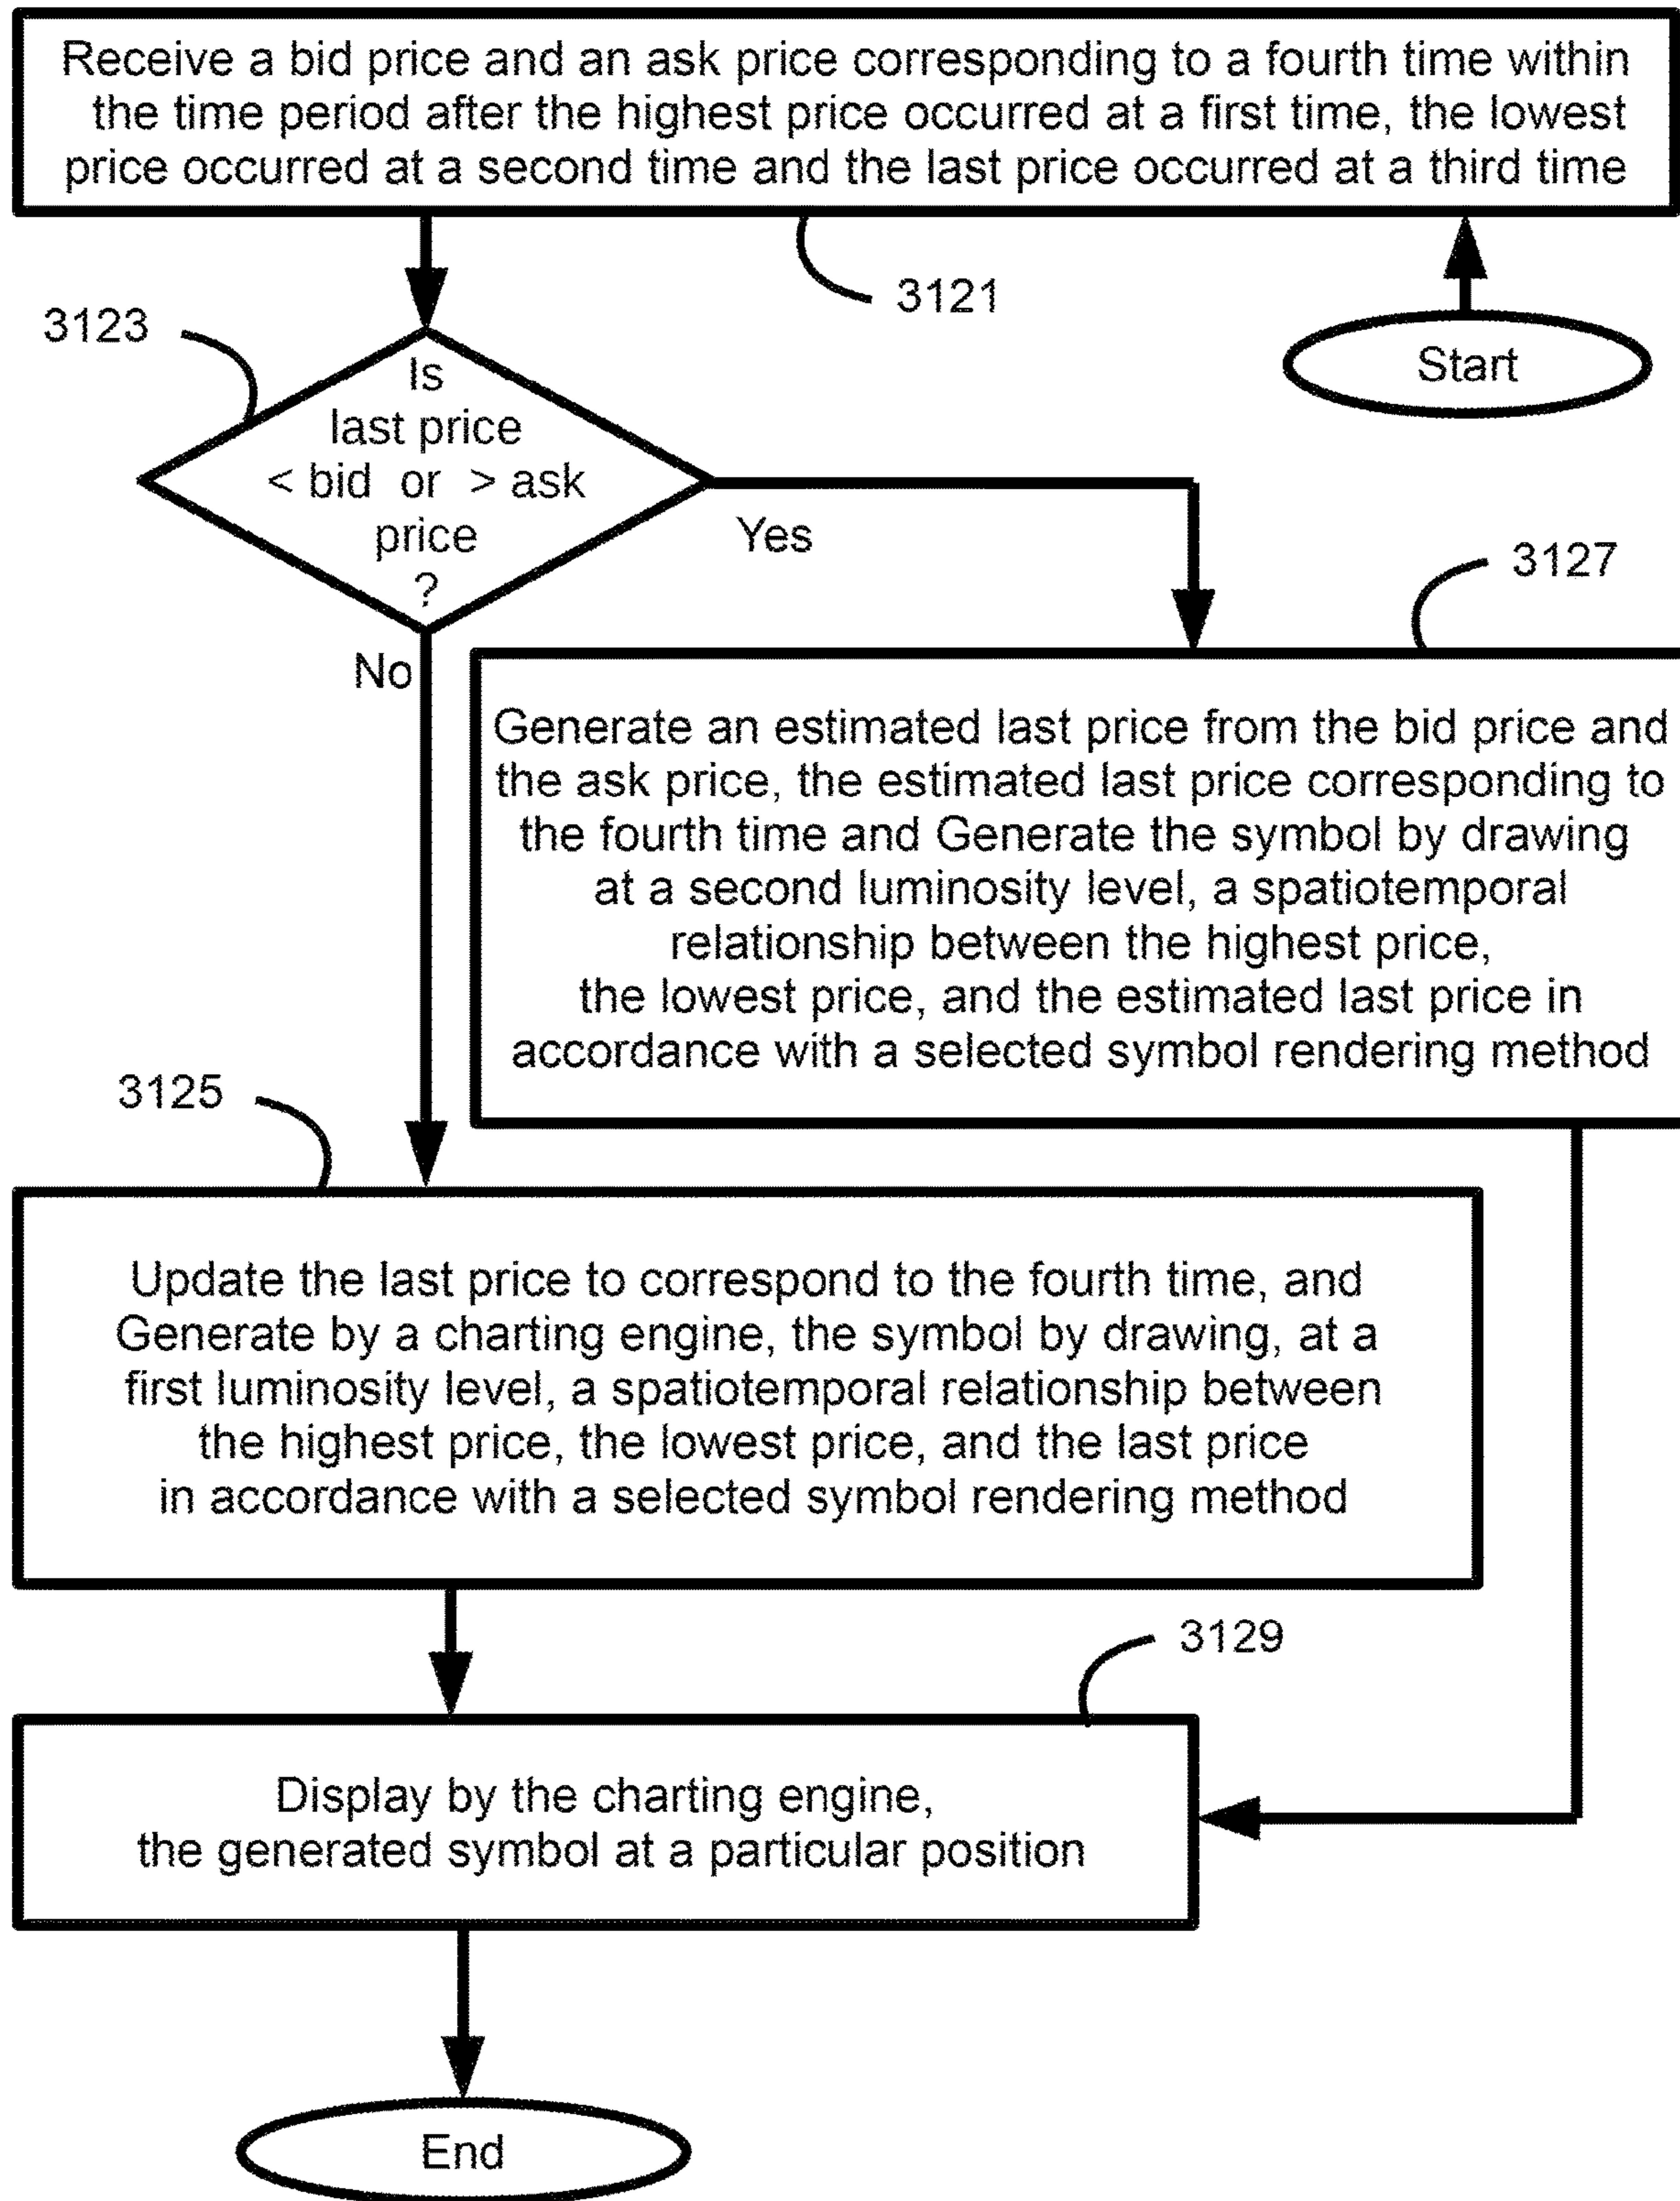 Receive a bid price and an ask price corresponding to a fourth time within
the time period after the highest price occurred at a first time, the lowest
price occurred at a second time and the last price occurred at a third time
3121
Start
3123
Is
last price
< bid or > ask
price
?
Yes
No
3127
Generate an estimated last price from the bid price and
the ask price, the estimated last price corresponding to
the fourth time and Generate the symbol by drawing
at a second luminosity level, a spatiotemporal
relationship between the highest price,
the lowest price, and the estimated last price in
accordance with a selected symbol rendering method
3125
Update the last price to correspond to the fourth time, and
Generate by a charting engine, the symbol by drawing, at a
first luminosity level, a spatiotemporal relationship between
the highest price, the lowest price, and the last price
in accordance with a selected symbol rendering method
3129
Display by the charting engine,
the generated symbol at a particular position
End